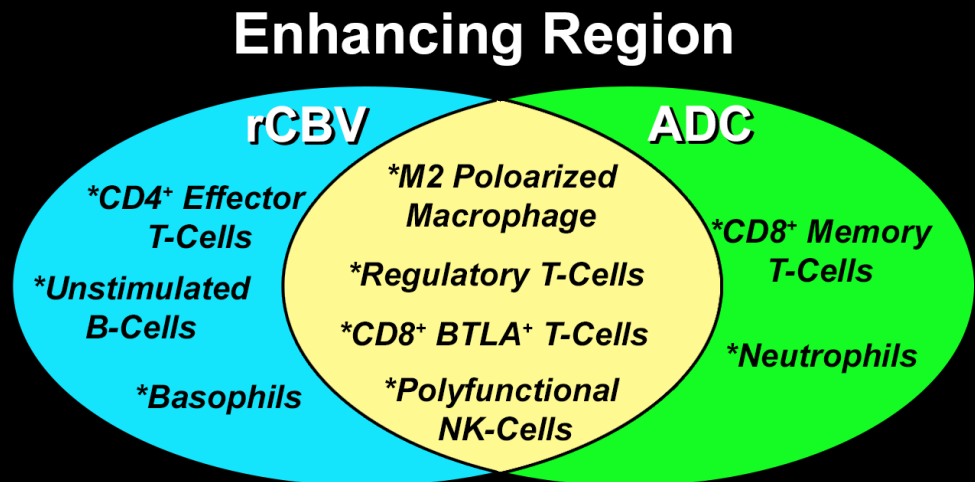 Enhancing Region
rCBV
ADC
*CD4⁺ Effector
T-Cells
*Unstimulated
B-Cells
*Basophils
*M2 Poloarized
Macrophage
*Regulatory T-Cells
*CD8⁺ BTLA⁺ T-Cells
*Polyfunctional
NK-Cells
*CD8⁺ Memory
T-Cells
*Neutrophils